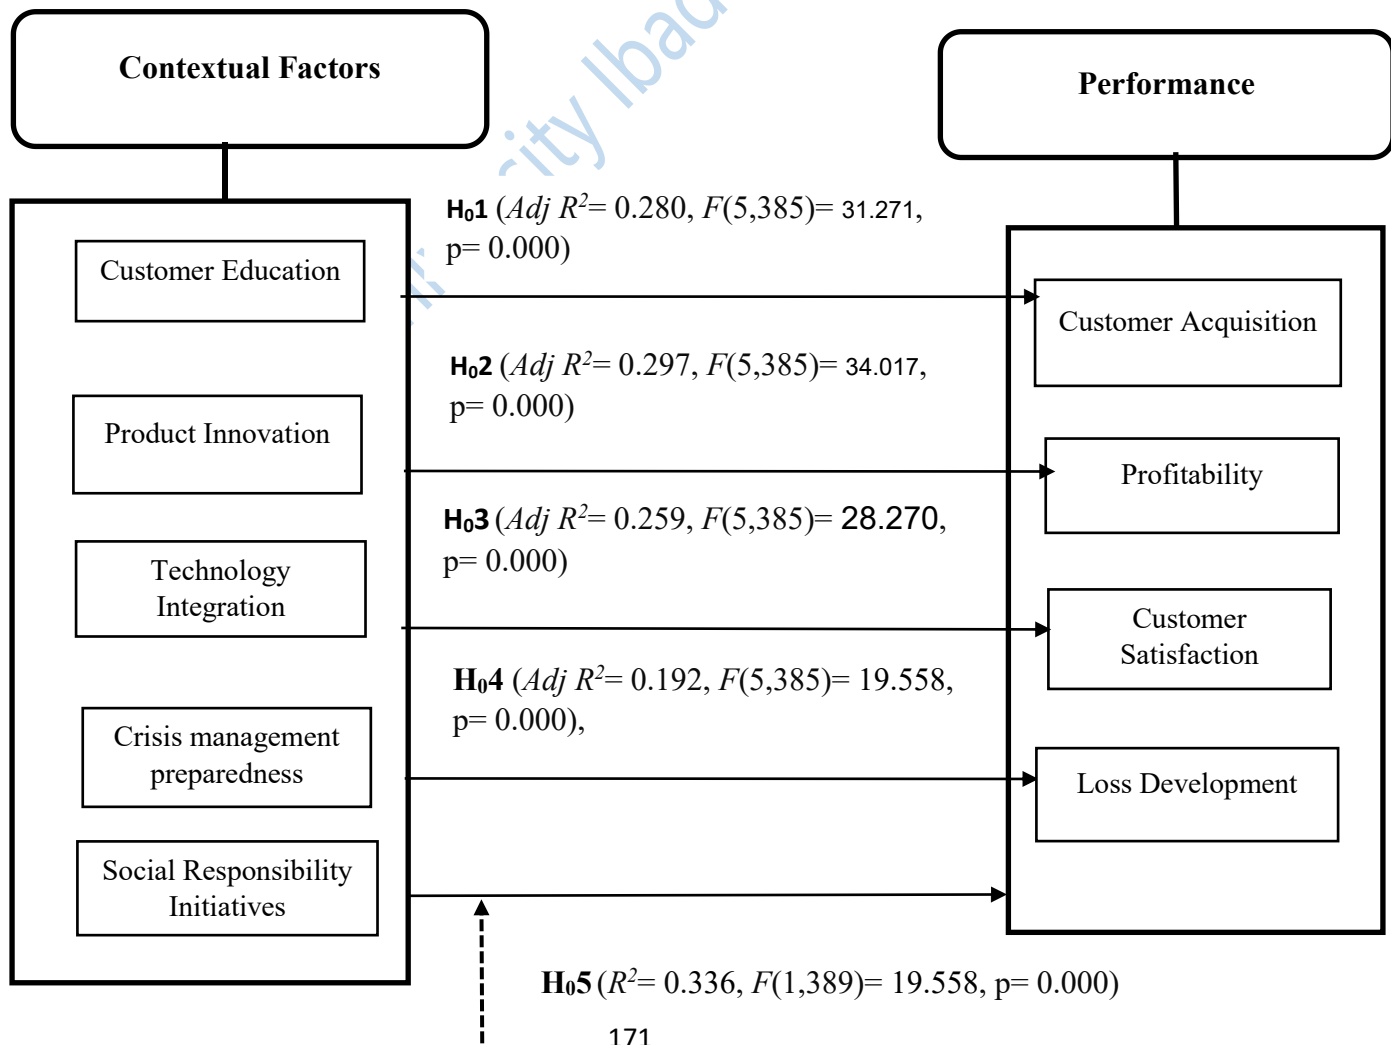 Contextual Factors
Performance
H₀1 (Adj R²= 0.280, F(5,385)= 31.271,
p= 0.000)
Customer Education
Customer Acquisition
H₀2 (Adj R²= 0.297, F(5,385)= 34.017,
p= 0.000)
Product Innovation
Profitability
H₀3 (Adj R²= 0.259, F(5,385)= 28.270,
p= 0.000)
Technology
Integration
Customer
Satisfaction
H₀4 (Adj R²= 0.192, F(5,385)= 19.558,
p= 0.000),
Crisis management
preparedness
Loss Development
Social Responsibility
Initiatives
H₀5 (R²= 0.336, F(1,389)= 19.558, p= 0.000)
171